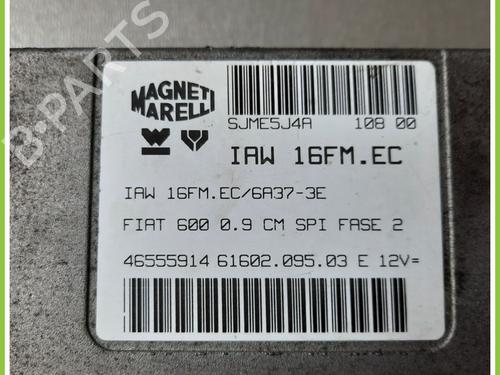 B-PARTS
MAGNETI
MARELLI
SJME5J4A 108 00
IAW 16FM.EC
IAW 16FM.EC/6A37-3E
FIAT 600 0.9 CM SPI FASE 2
46555914 61602.095.03 E 12V=